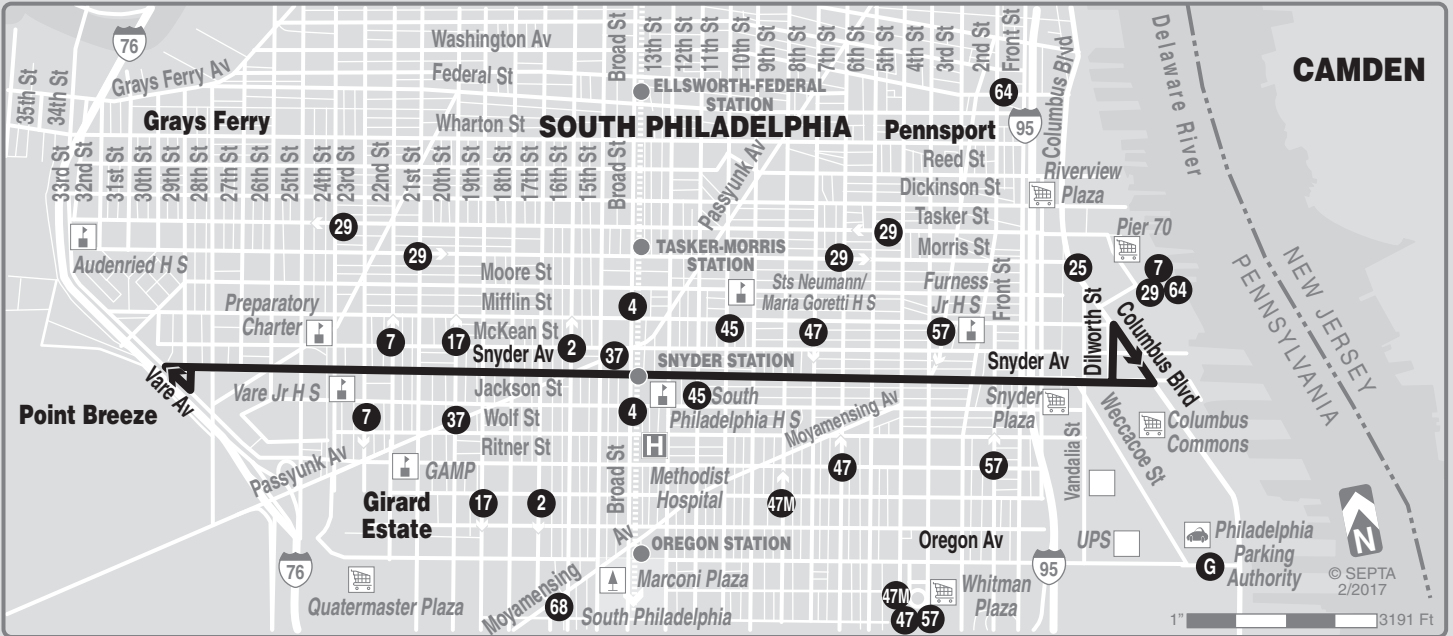 76
35th St
34th St
Grays Ferry Av
Washington Av
Federal St
Wharton St
Broad St
13th St
12th St
11th St
10th St
9th St
8th St
7th St
6th St
5th St
4th St
3rd St
2nd St
Front St
Columbus Blvd
Delaware River
CAMDEN
ELLSWORTH-FEDERAL
STATION
64
Grays Ferry
SOUTH PHILADELPHIA
Pennsport
95
33rd St
32nd St
31st St
30th St
29th St
28th St
27th St
26th St
25th St
24th St
23rd St
22nd St
21st St
20th St
19th St
18th St
17th St
16th St
15th St
Broad St
Passyunk Av
Reed St
Dickinson St
Tasker St
Morris St
Riverview
Plaza
Pier 70
29
29
29
29
Audenried H S
TASKER-MORRIS
STATION
Moore St
Mifflin St
McKean St
Snyder Av
Sts Neumann/
Maria Goretti H S
Furness
Jr H S
Front St
25
7
29
64
NEW JERSEY
PENNSYLVANIA
Preparatory
Charter
7
17
2
37
4
45
47
57
Dilworth St
Columbus Blvd
SNYDER STATION
Snyder Av
Vare Av
Point Breeze
Vare Jr H S
Jackson St
Wolf St
Ritner St
7
37
4
45
South
Philadelphia H S
Moyamensing Av
Snyder
Plaza
Weccacoe St
Columbus
Commons
Passyunk Av
GAMP
H
Methodist
Hospital
Broad St
47
57
47M
Vandalia St
Girard
Estate
17
2
OREGON STATION
Oregon Av
UPS
Philadelphia
Parking
Authority
G
N
© SEPTA
2/2017
76
95
Quatermaster Plaza
Moyamensing
Av
68
Marconi Plaza
South Philadelphia
47M
47
57
Whitman
Plaza
1"
3191 Ft